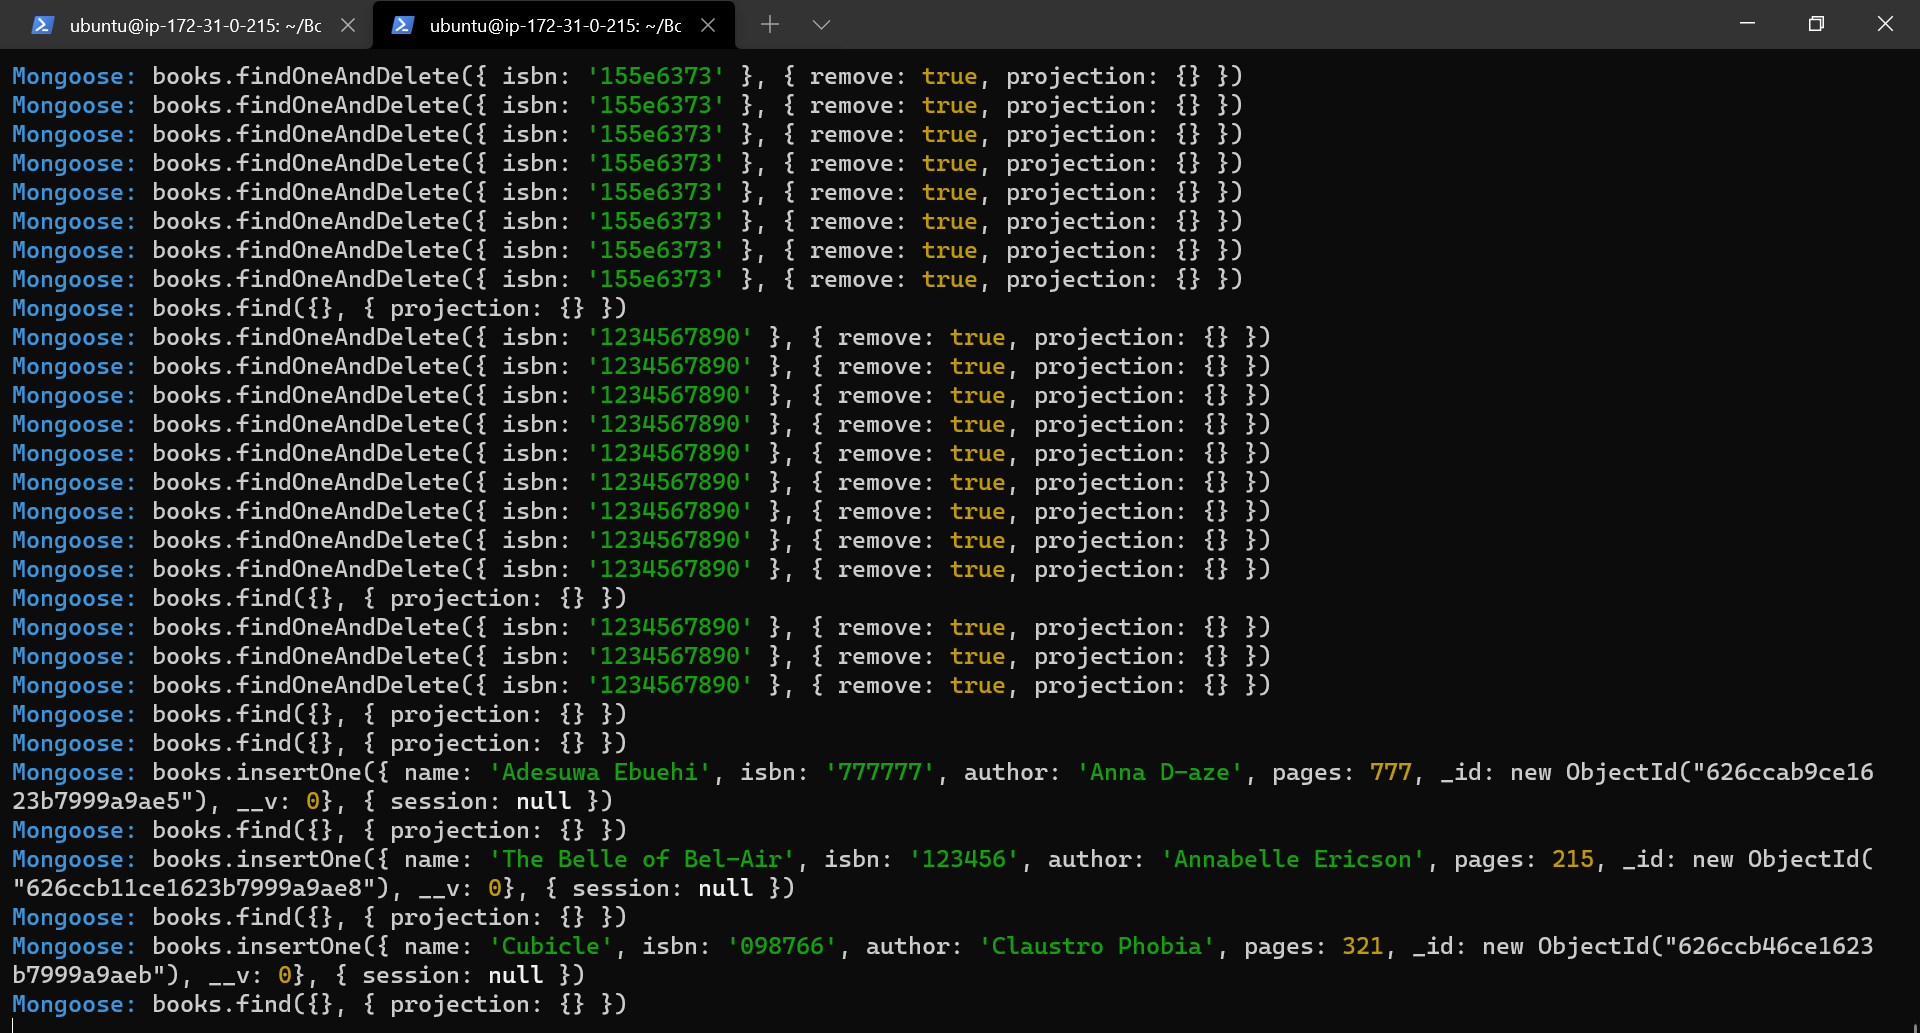 ubuntu@ip-172-31-0-215: ~/Bc ubuntu@ip-172-31-0-215: ~/Bc
Mongoose: books.findOneAndDelete({ isbn: '155e6373' }, { remove: true, projection: {} })
Mongoose: books.findOneAndDelete({ isbn: '155e6373' }, { remove: true, projection: {} })
Mongoose: books.findOneAndDelete({ isbn: '155e6373' }, { remove: true, projection: {} })
Mongoose: books.findOneAndDelete({ isbn: '155e6373' }, { remove: true, projection: {} })
Mongoose: books.findOneAndDelete({ isbn: '155e6373' }, { remove: true, projection: {} })
Mongoose: books.findOneAndDelete({ isbn: '155e6373' }, { remove: true, projection: {} })
Mongoose: books.findOneAndDelete({ isbn: '155e6373' }, { remove: true, projection: {} })
Mongoose: books.findOneAndDelete({ isbn: '155e6373' }, { remove: true, projection: {} })
Mongoose: books.find({}, { projection: {} })
Mongoose: books.findOneAndDelete({ isbn: '1234567890' }, { remove: true, projection: {} })
Mongoose: books.findOneAndDelete({ isbn: '1234567890' }, { remove: true, projection: {} })
Mongoose: books.findOneAndDelete({ isbn: '1234567890' }, { remove: true, projection: {} })
Mongoose: books.findOneAndDelete({ isbn: '1234567890' }, { remove: true, projection: {} })
Mongoose: books.findOneAndDelete({ isbn: '1234567890' }, { remove: true, projection: {} })
Mongoose: books.findOneAndDelete({ isbn: '1234567890' }, { remove: true, projection: {} })
Mongoose: books.findOneAndDelete({ isbn: '1234567890' }, { remove: true, projection: {} })
Mongoose: books.findOneAndDelete({ isbn: '1234567890' }, { remove: true, projection: {} })
Mongoose: books.findOneAndDelete({ isbn: '1234567890' }, { remove: true, projection: {} })
Mongoose: books.find({}, { projection: {} })
Mongoose: books.findOneAndDelete({ isbn: '1234567890' }, { remove: true, projection: {} })
Mongoose: books.findOneAndDelete({ isbn: '1234567890' }, { remove: true, projection: {} })
Mongoose: books.findOneAndDelete({ isbn: '1234567890' }, { remove: true, projection: {} })
Mongoose: books.find({}, { projection: {} })
Mongoose: books.find({}, { projection: {} })
Mongoose: books.insertOne({ name: 'Adesuwa Ebuehi', isbn: '777777', author: 'Anna D-aze', pages: 777, _id: new ObjectId("626ccab9ce16
23b7999a9ae5"), __v: 0}, { session: null })
Mongoose: books.find({}, { projection: {} })
Mongoose: books.insertOne({ name: 'The Belle of Bel-Air', isbn: '123456', author: 'Annabelle Ericson', pages: 215, _id: new ObjectId(
"626ccb11ce1623b7999a9ae8"), __v: 0}, { session: null })
Mongoose: books.find({}, { projection: {} })
Mongoose: books.insertOne({ name: 'Cubicle', isbn: '098766', author: 'Claustro Phobia', pages: 321, _id: new ObjectId("626ccb46ce1623
b7999a9aeb"), __v: 0}, { session: null })
Mongoose: books.find({}, { projection: {} })